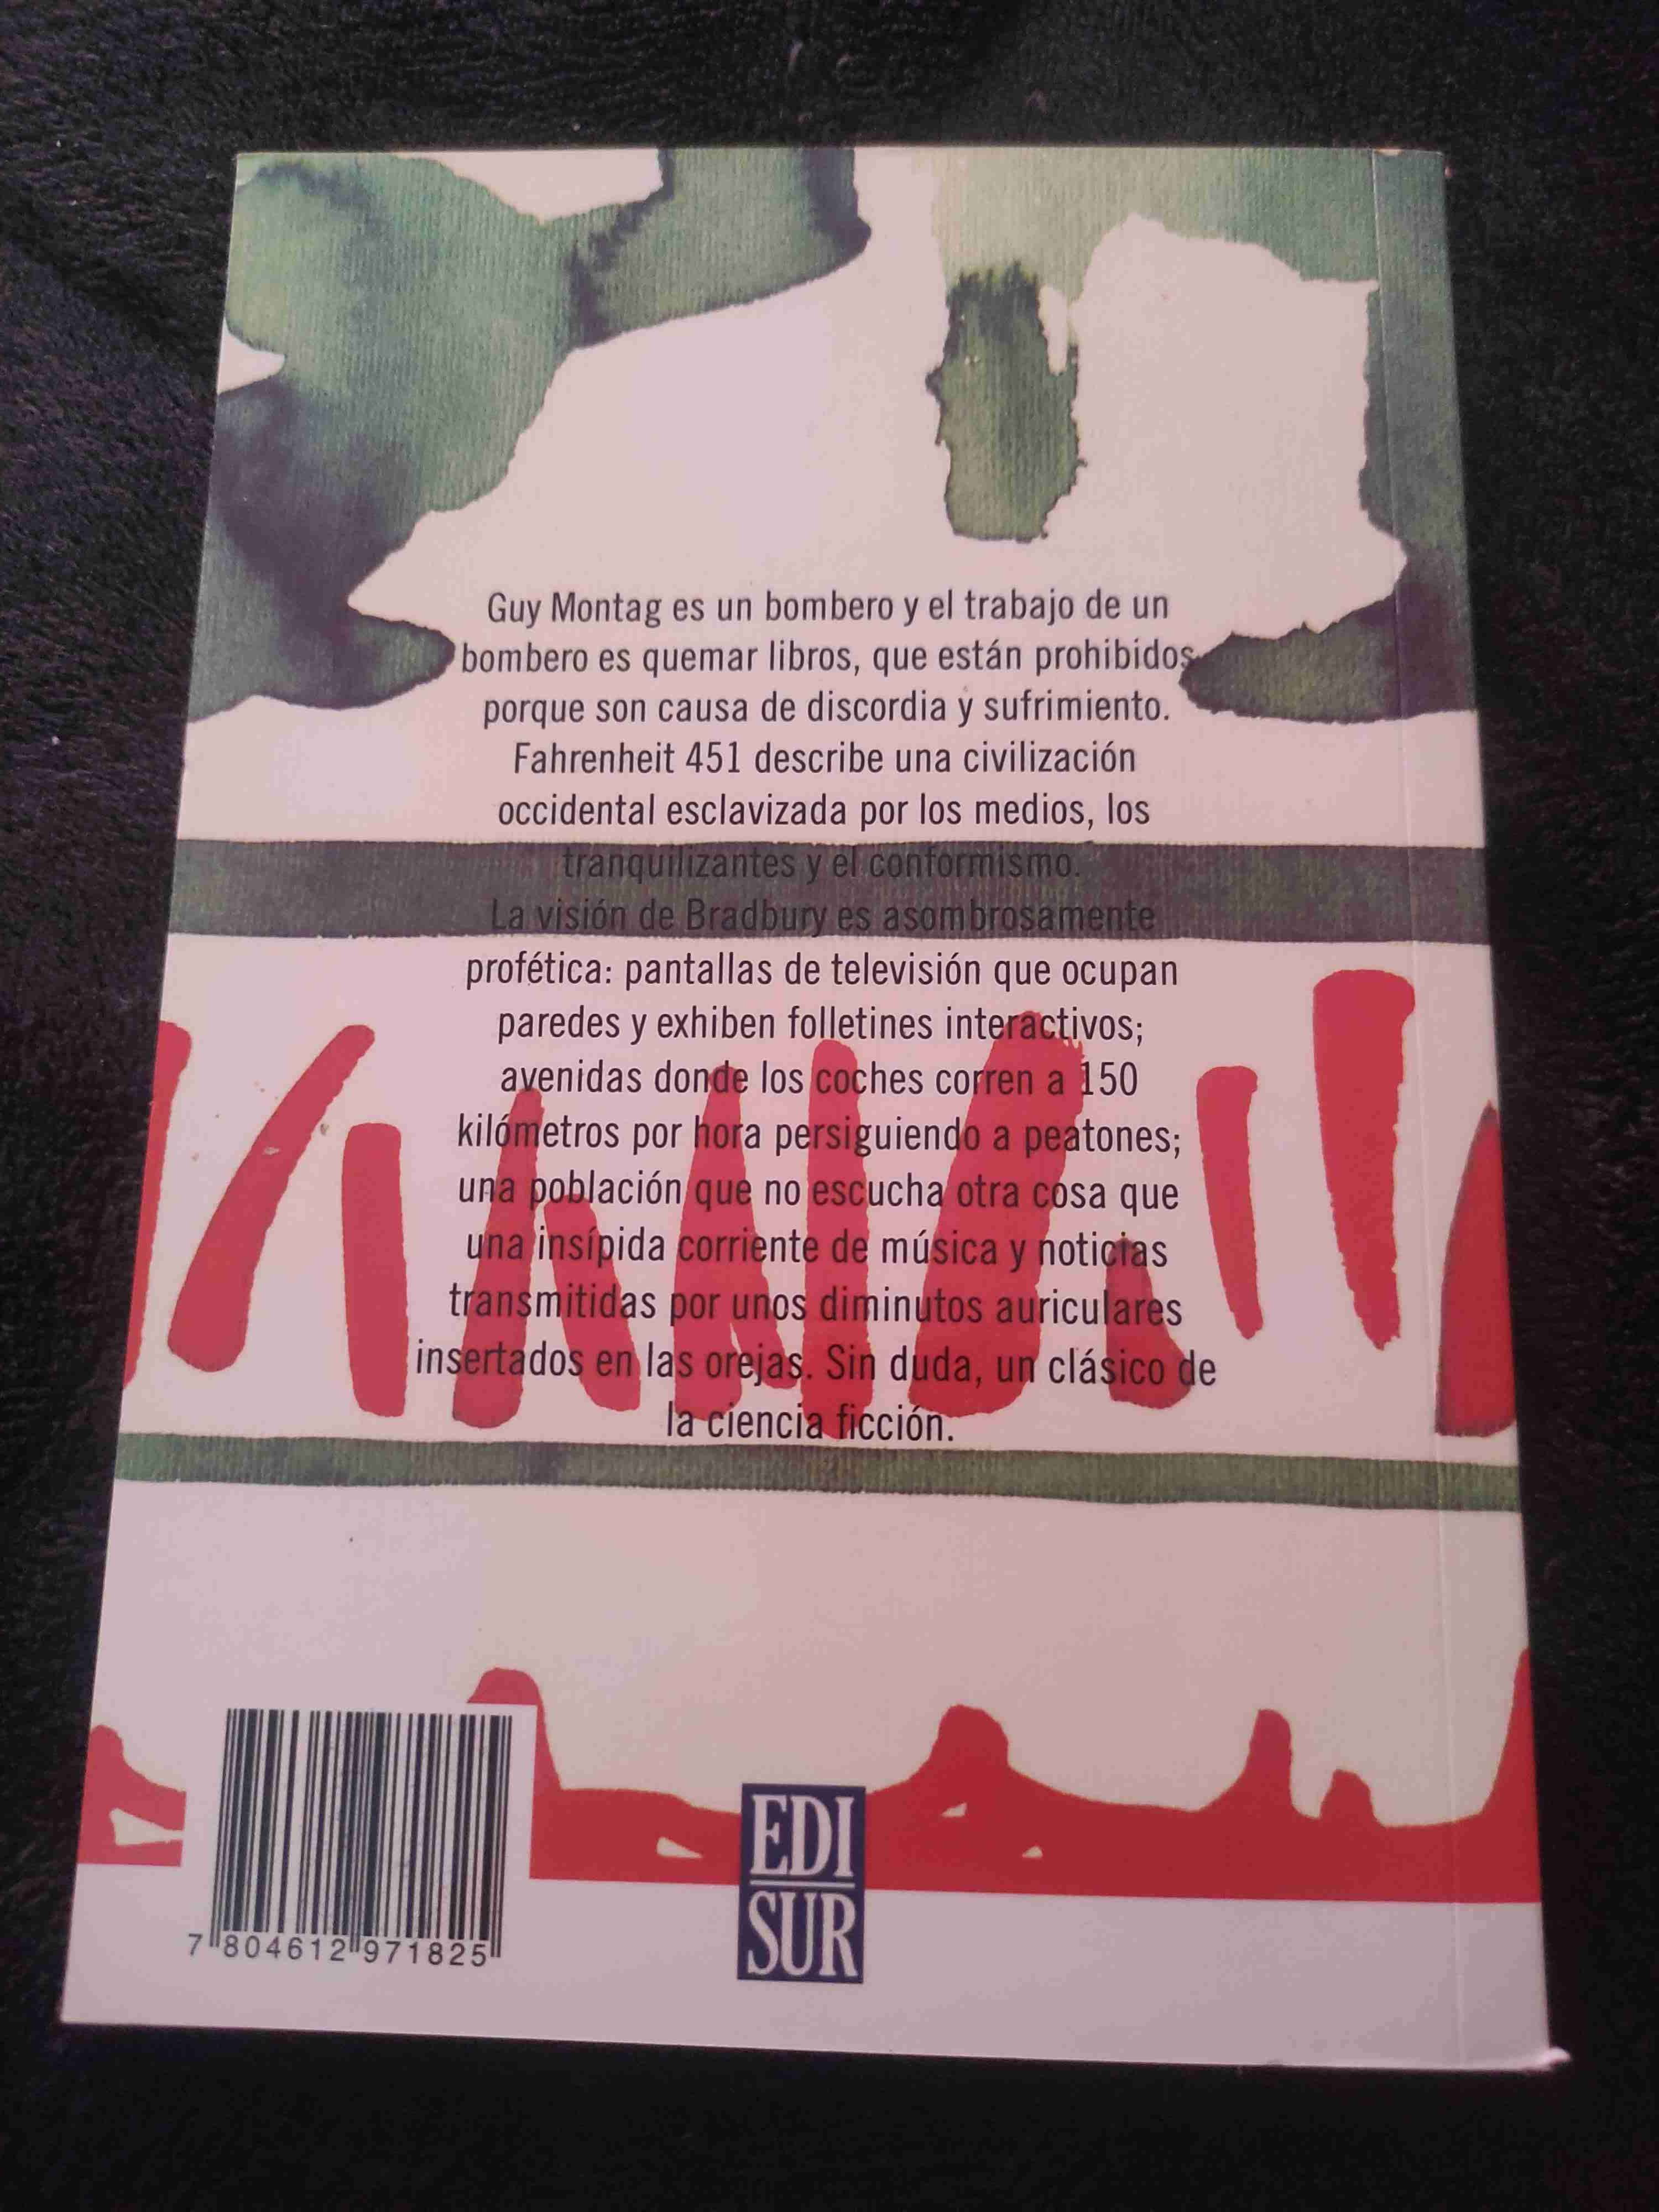 Guy Montag es un bombero y el trabajo de un
bombero es quemar libros, que están prohibidos
porque son causa de discordia y sufrimiento.
Fahrenheit 451 describe una civilización
occidental esclavizada por los medios, los
tranquilizantes y el conformismo.
La visión de Bradbury es asombrosamente
profética: pantallas de televisión que ocupan
paredes y exhiben folletines interactivos;
avenidas donde los coches corren a 150
kilómetros por hora persiguiendo a peatones;
una población que no escucha otra cosa que
una insípida corriente de música y noticias
transmitidas por unos diminutos auriculares
insertados en las orejas. Sin duda, un clásico de
la ciencia ficción.
7 804612 971825
EDI
SUR